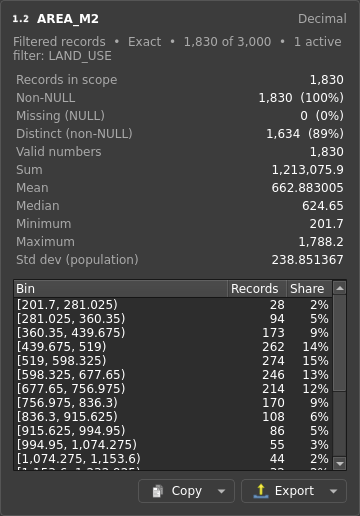 1.2 AREA_M2 Decimal
Filtered records • Exact • 1,830 of 3,000 • 1 active
filter: LAND_USE
Records in scope 1,830
Non-NULL 1,830 (100%)
Missing (NULL) 0 (0%)
Distinct (non-NULL) 1,634 (89%)
Valid numbers 1,830
Sum 1,213,075.9
Mean 662.883005
Median 624.65
Minimum 201.7
Maximum 1,788.2
Std dev (population) 238.851367
Bin Records Share
[201.7, 281.025) 28 2%
[281.025, 360.35) 94 5%
[360.35, 439.675) 173 9%
[439.675, 519) 262 14%
[519, 598.325) 274 15%
[598.325, 677.65) 246 13%
[677.65, 756.975) 214 12%
[756.975, 836.3) 170 9%
[836.3, 915.625) 108 6%
[915.625, 994.95) 86 5%
[994.95, 1,074.275) 55 3%
[1,074.275, 1,153.6) 44 2%
Copy Export